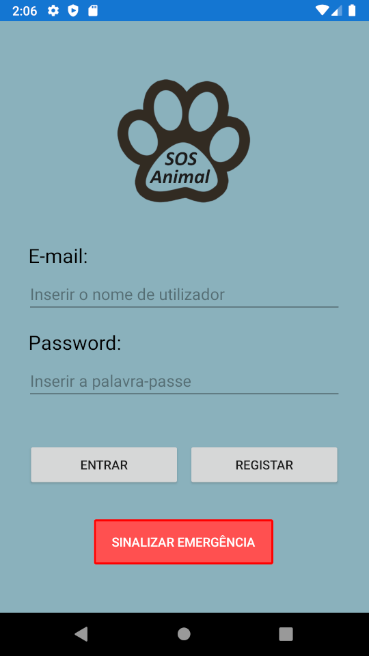 2:06
SOS
Animal
E-mail:
Inserir o nome de utilizador
Password:
Inserir a palavra-passe
ENTRAR
REGISTAR
SINALIZAR EMERGÊNCIA